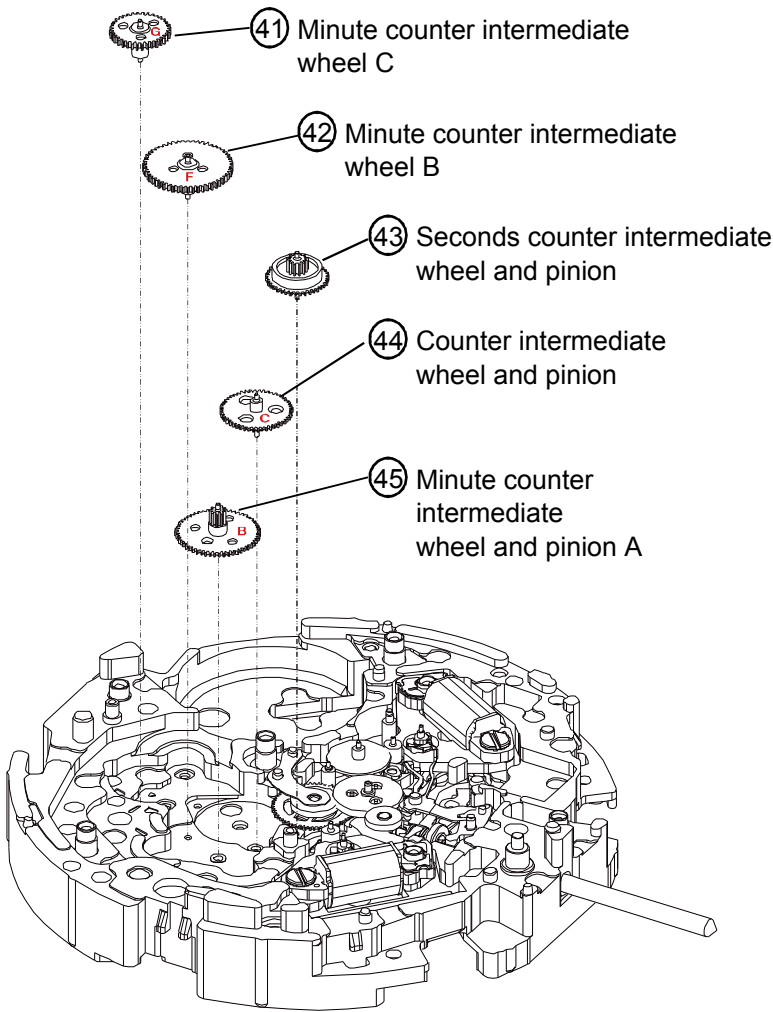 41 Minute counter intermediate
wheel C
G
42 Minute counter intermediate
wheel B
F
43 Seconds counter intermediate
wheel and pinion
44 Counter intermediate
wheel and pinion
C
45 Minute counter
intermediate
wheel and pinion A
B